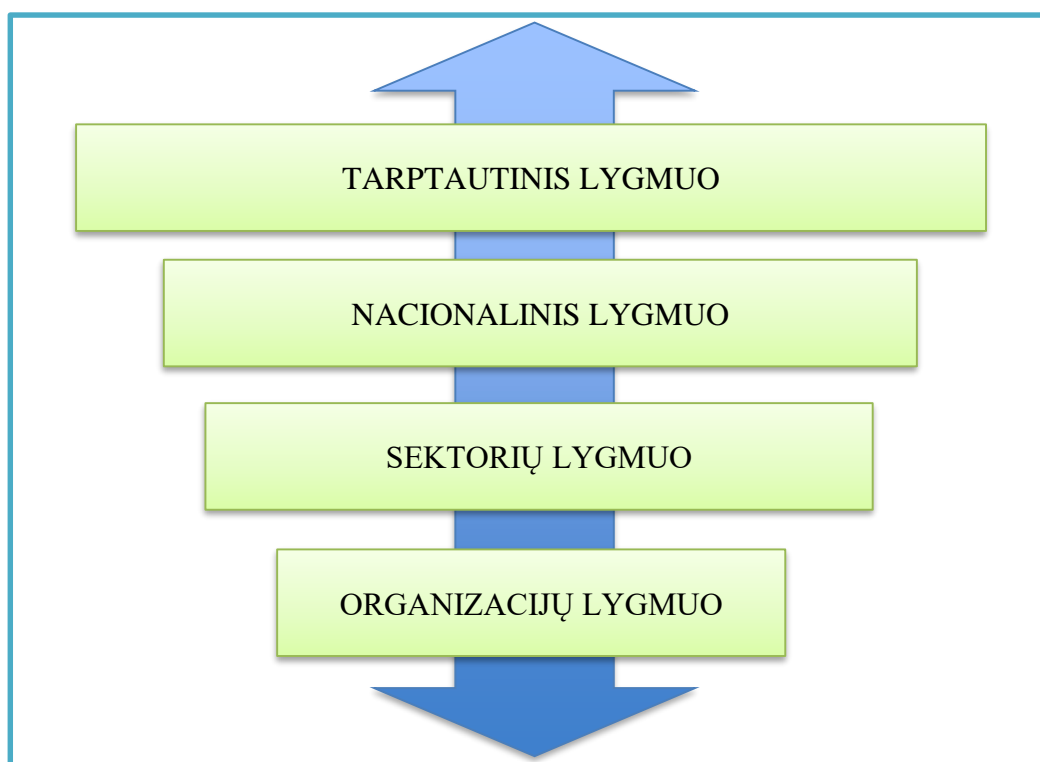 TARPTAUTINIS LYGMUO
NACIONALINIS LYGMUO
SEKTORIŲ LYGMUO
ORGANIZACIJŲ LYGMUO